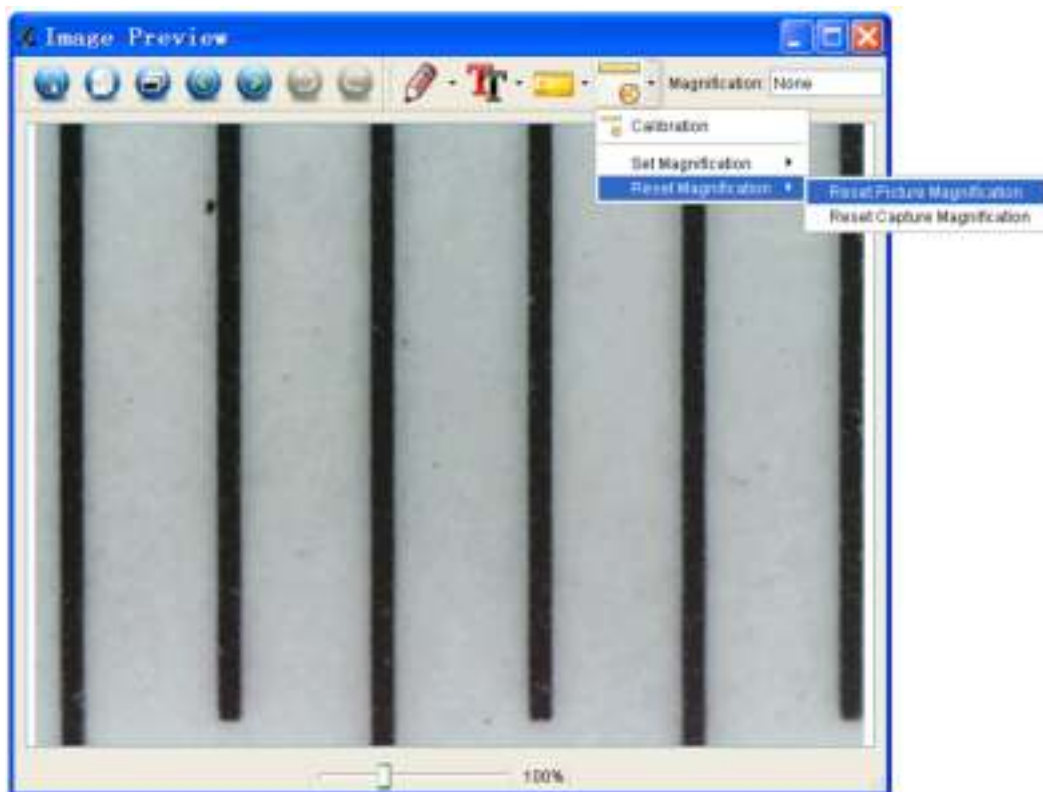 Image Preview
Magnification: None
Calibration
Set Magnification
Reset Magnification
Reset Picture Magnification
Reset Capture Magnification
100%